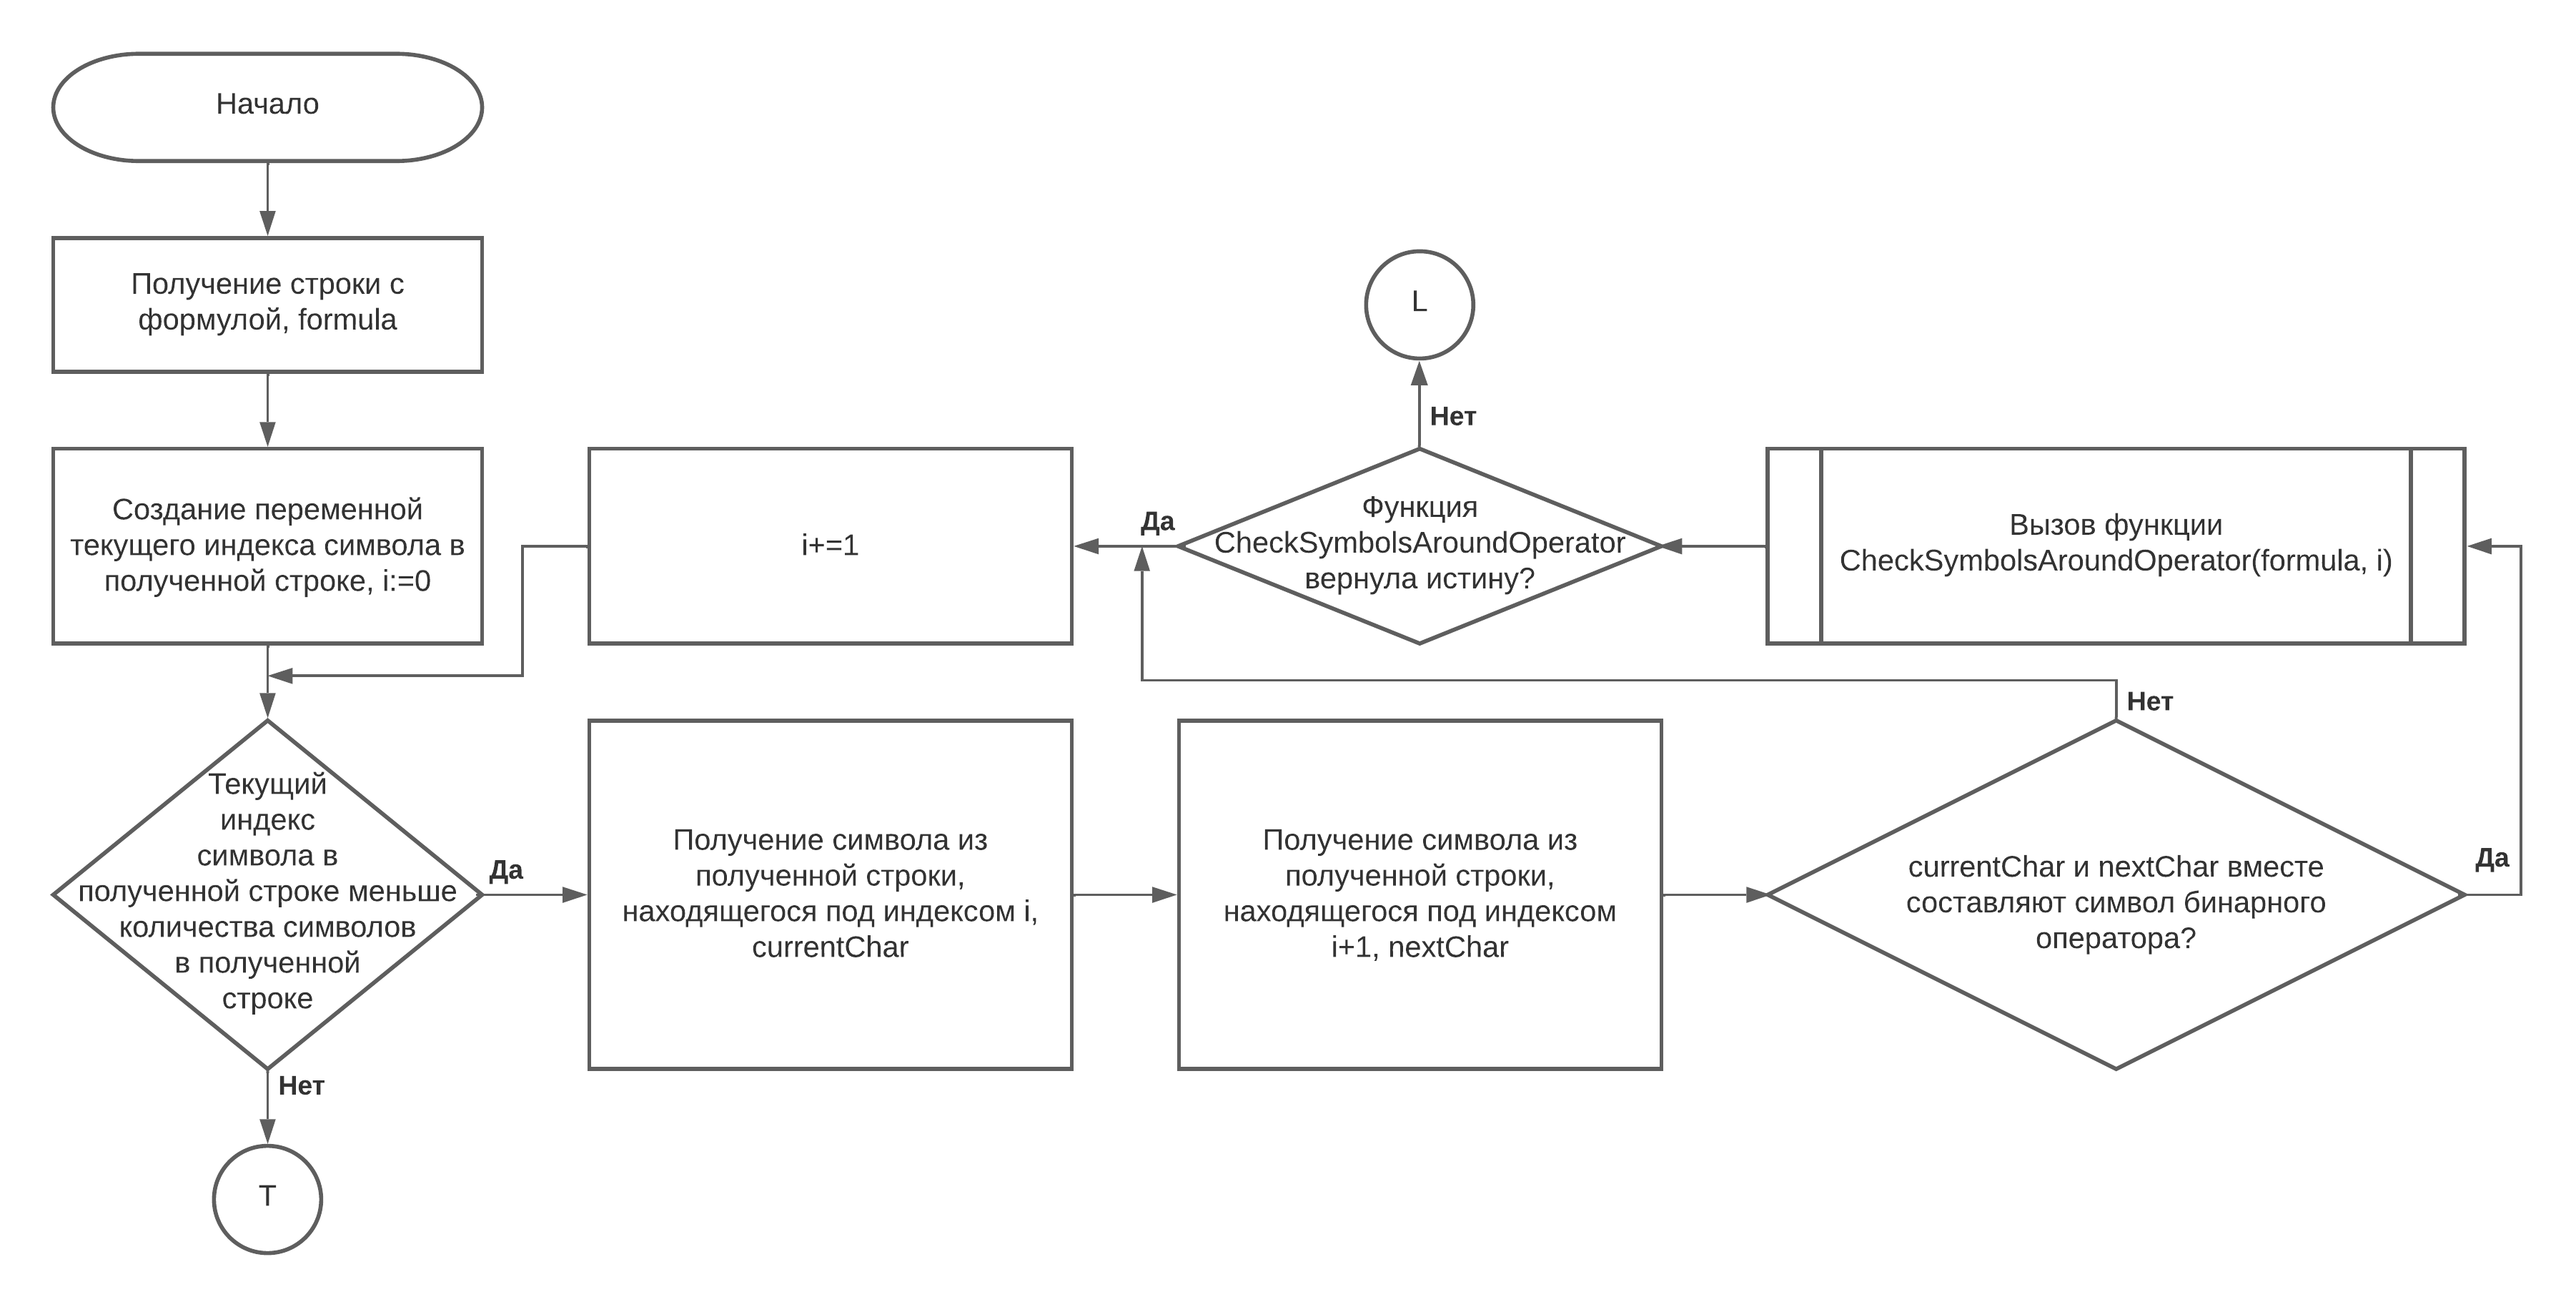 Начало
Получение строки с
формулой, formula
Создание переменной
текущего индекса символа в
полученной строке, i:=0
Текущий
индекс
символа в
полученной строке меньше
количества символов
в полученной
строке
Да
Нет
T
Получение символа из
полученной строки,
находящегося под индексом i,
currentChar
Получение символа из
полученной строки,
находящегося под индексом
i+1, nextChar
currentChar и nextChar вместе
составляют символ бинарного
оператора?
Нет
Да
Вызов функции
CheckSymbolsAroundOperator(formula, i)
Функция
CheckSymbolsAroundOperator
вернула истину?
Нет
L
Да
i+=1